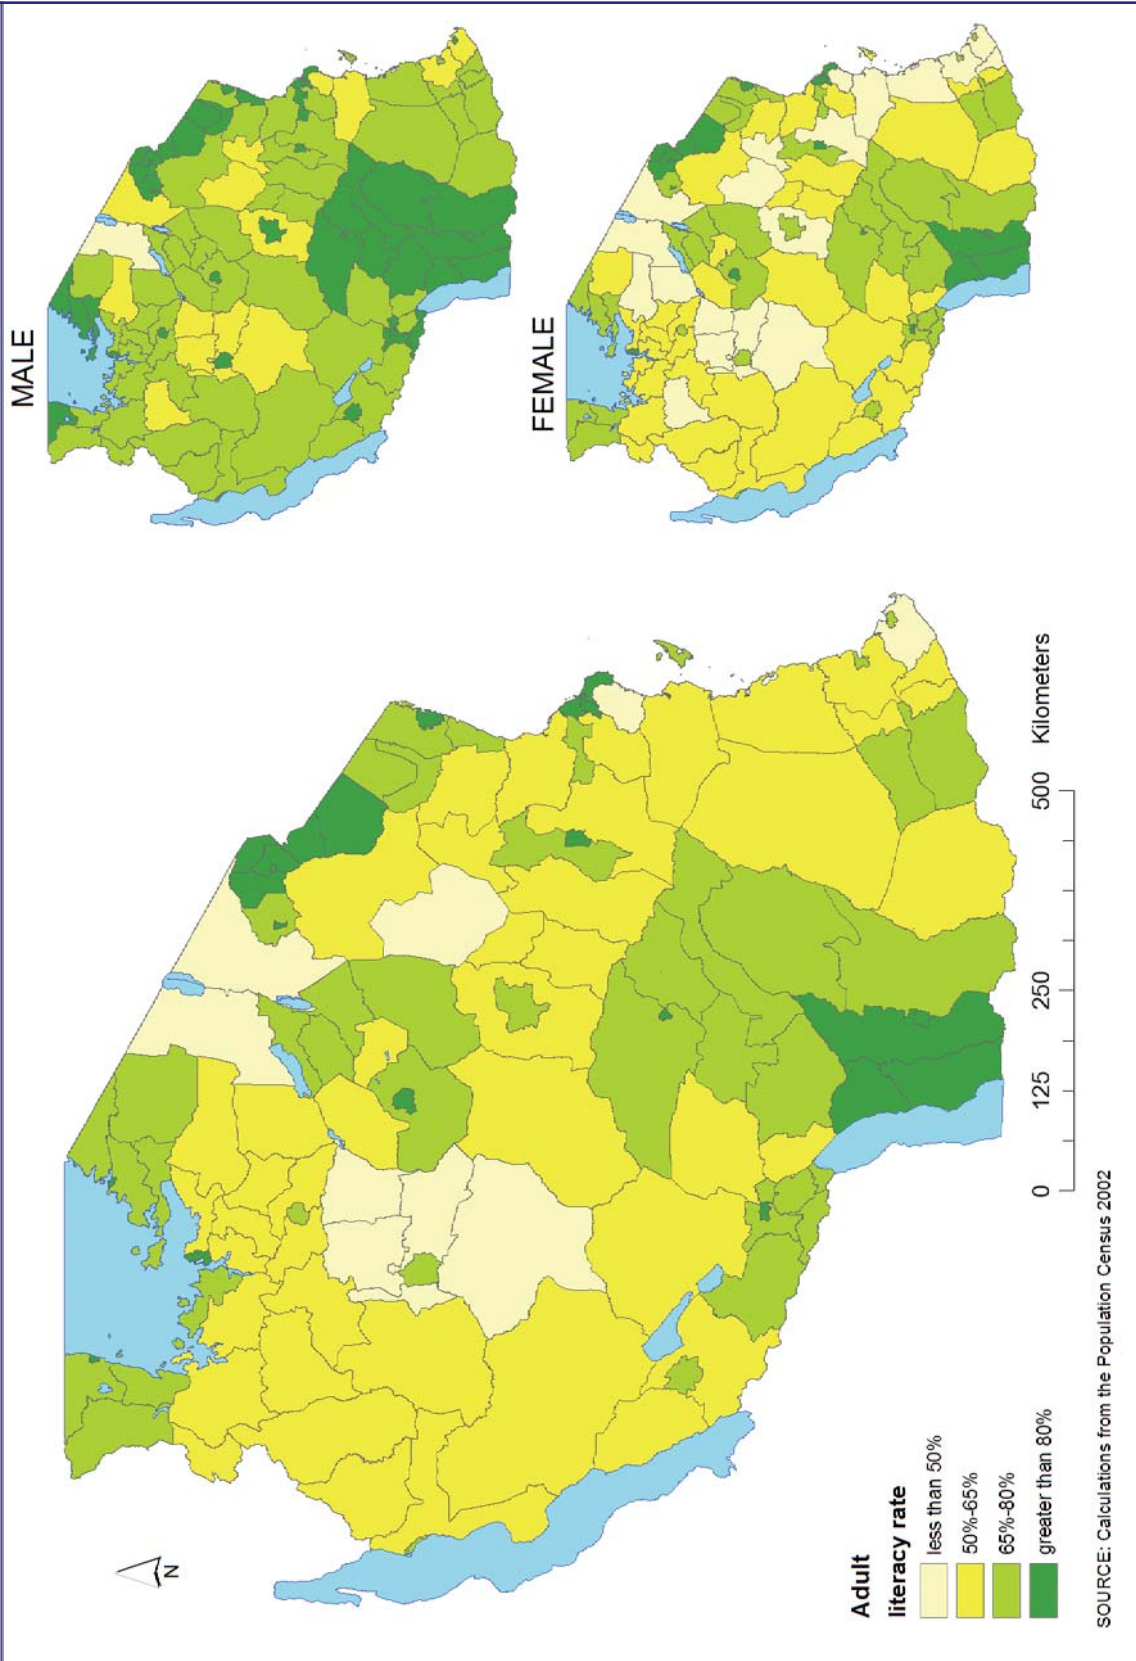 MALE
FEMALE
N
Adult
literacy rate
less than 50%
50%-65%
65%-80%
greater than 80%
0 125 250 500 Kilometers
SOURCE: Calculations from the Population Census 2002